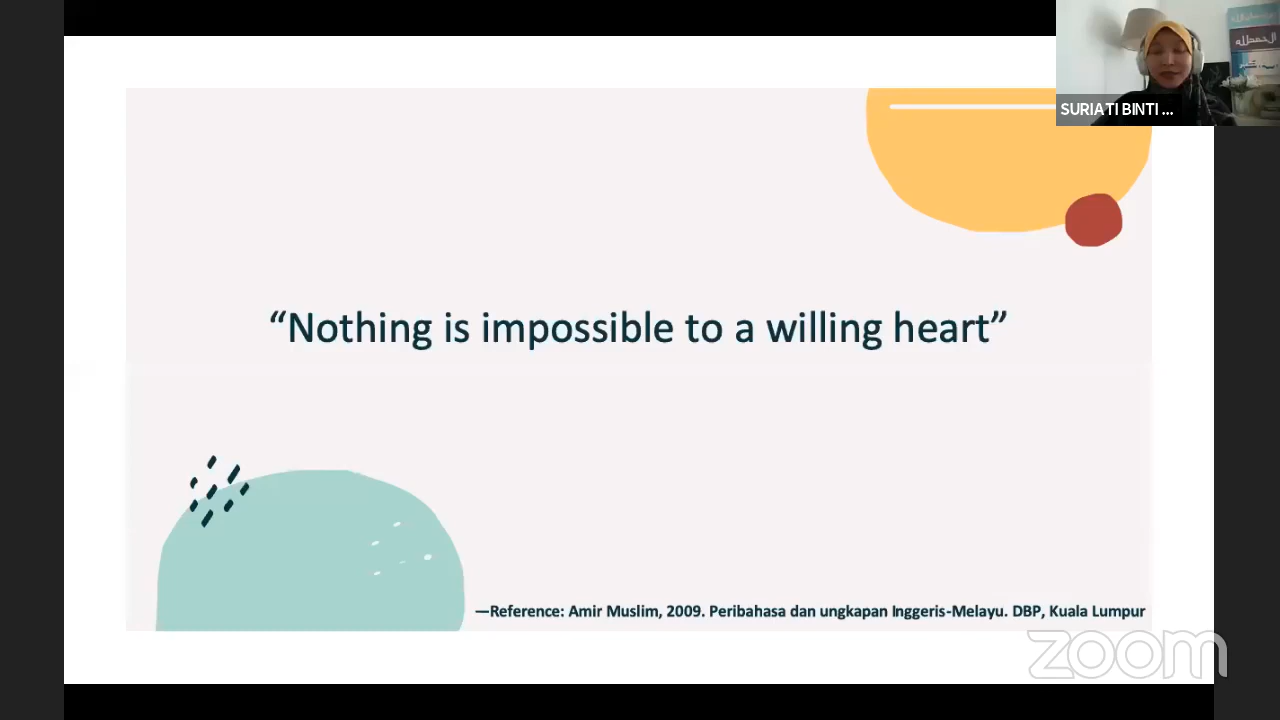 الحمدلله
SURIATI BINTI ...
“Nothing is impossible to a willing heart”
—Reference: Amir Muslim, 2009. Peribahasa dan ungkapan Inggeris-Melayu. DBP, Kuala Lumpur
zoom